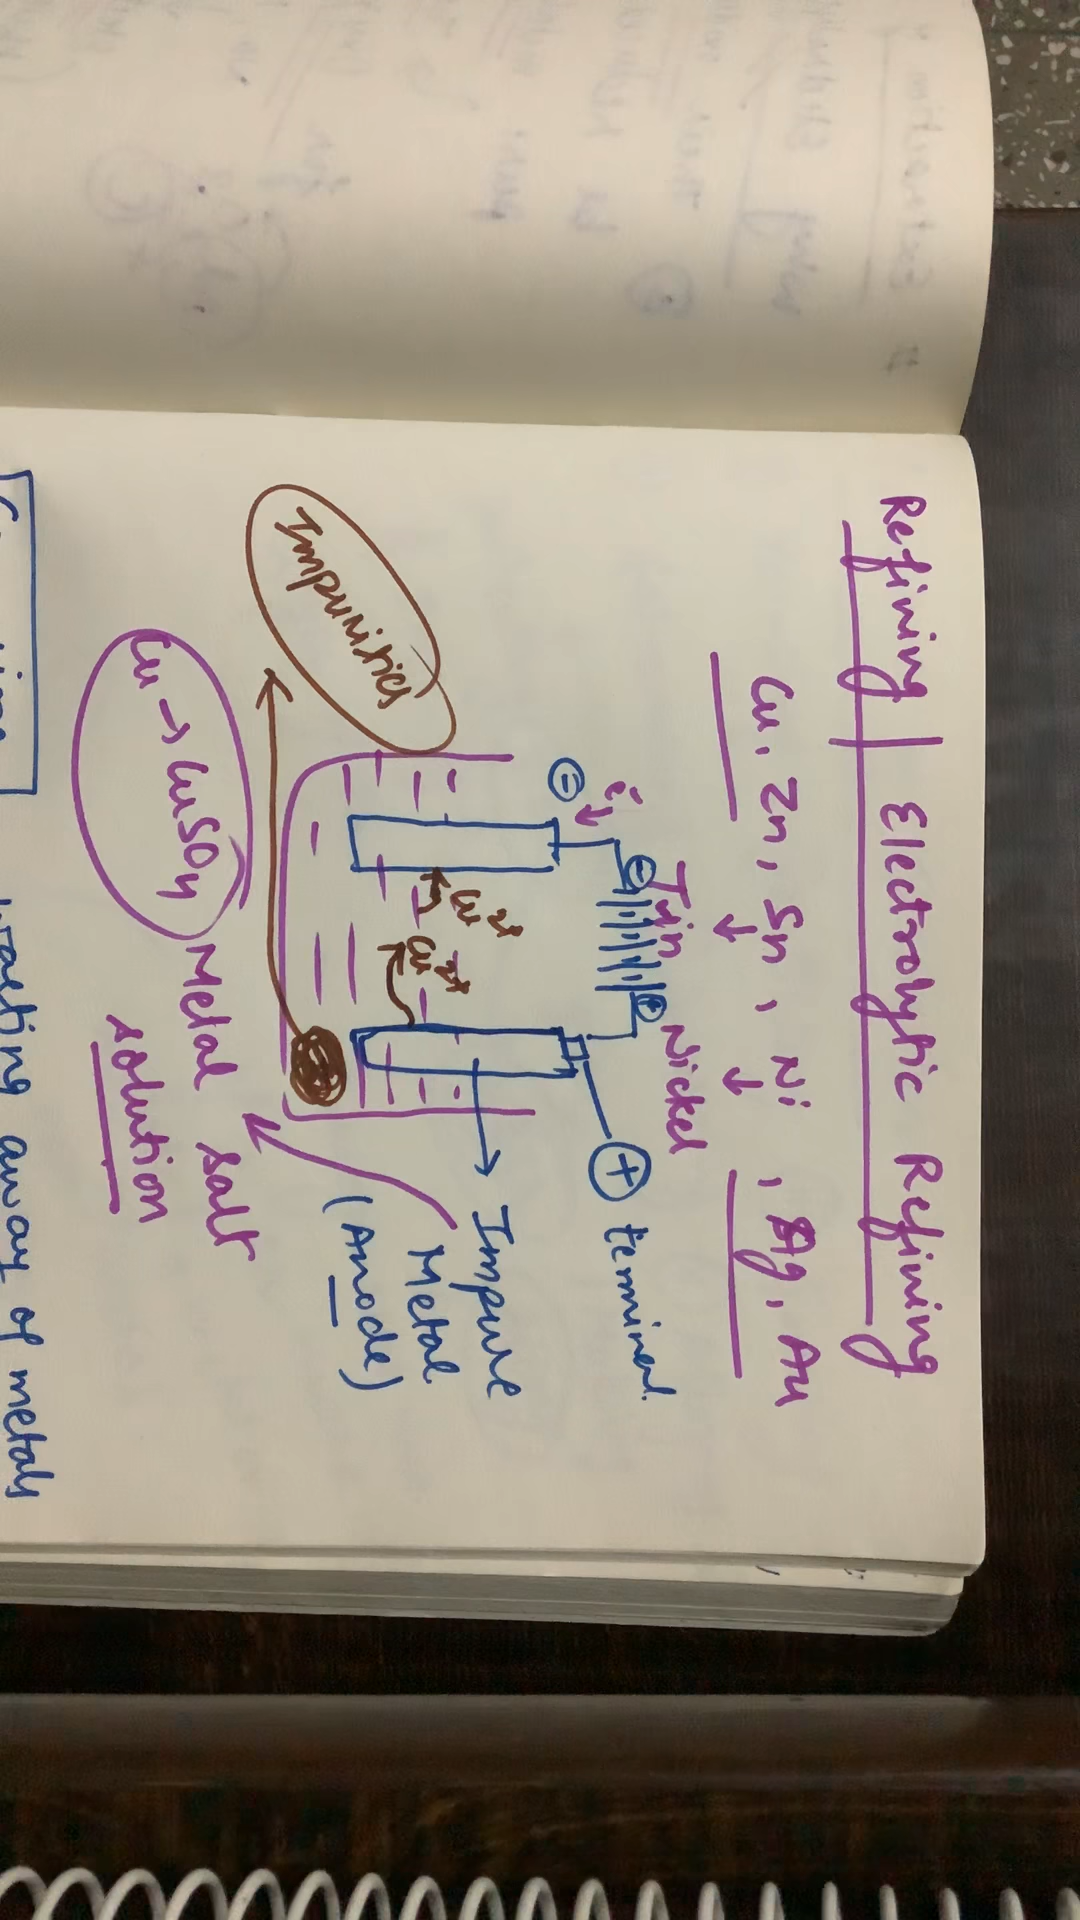 Refining | Electrolytic Refining
Cu, Zn, Sn, Ni, Ag, Au
Tin Nickel
e-
⊖ ⊕
⊖ ⊕ terminal
Cu2+
Cu2+
Impure
Metal
(Anode)
Impurities
Cu → CuSO4 Metal salt
solution
away of metals